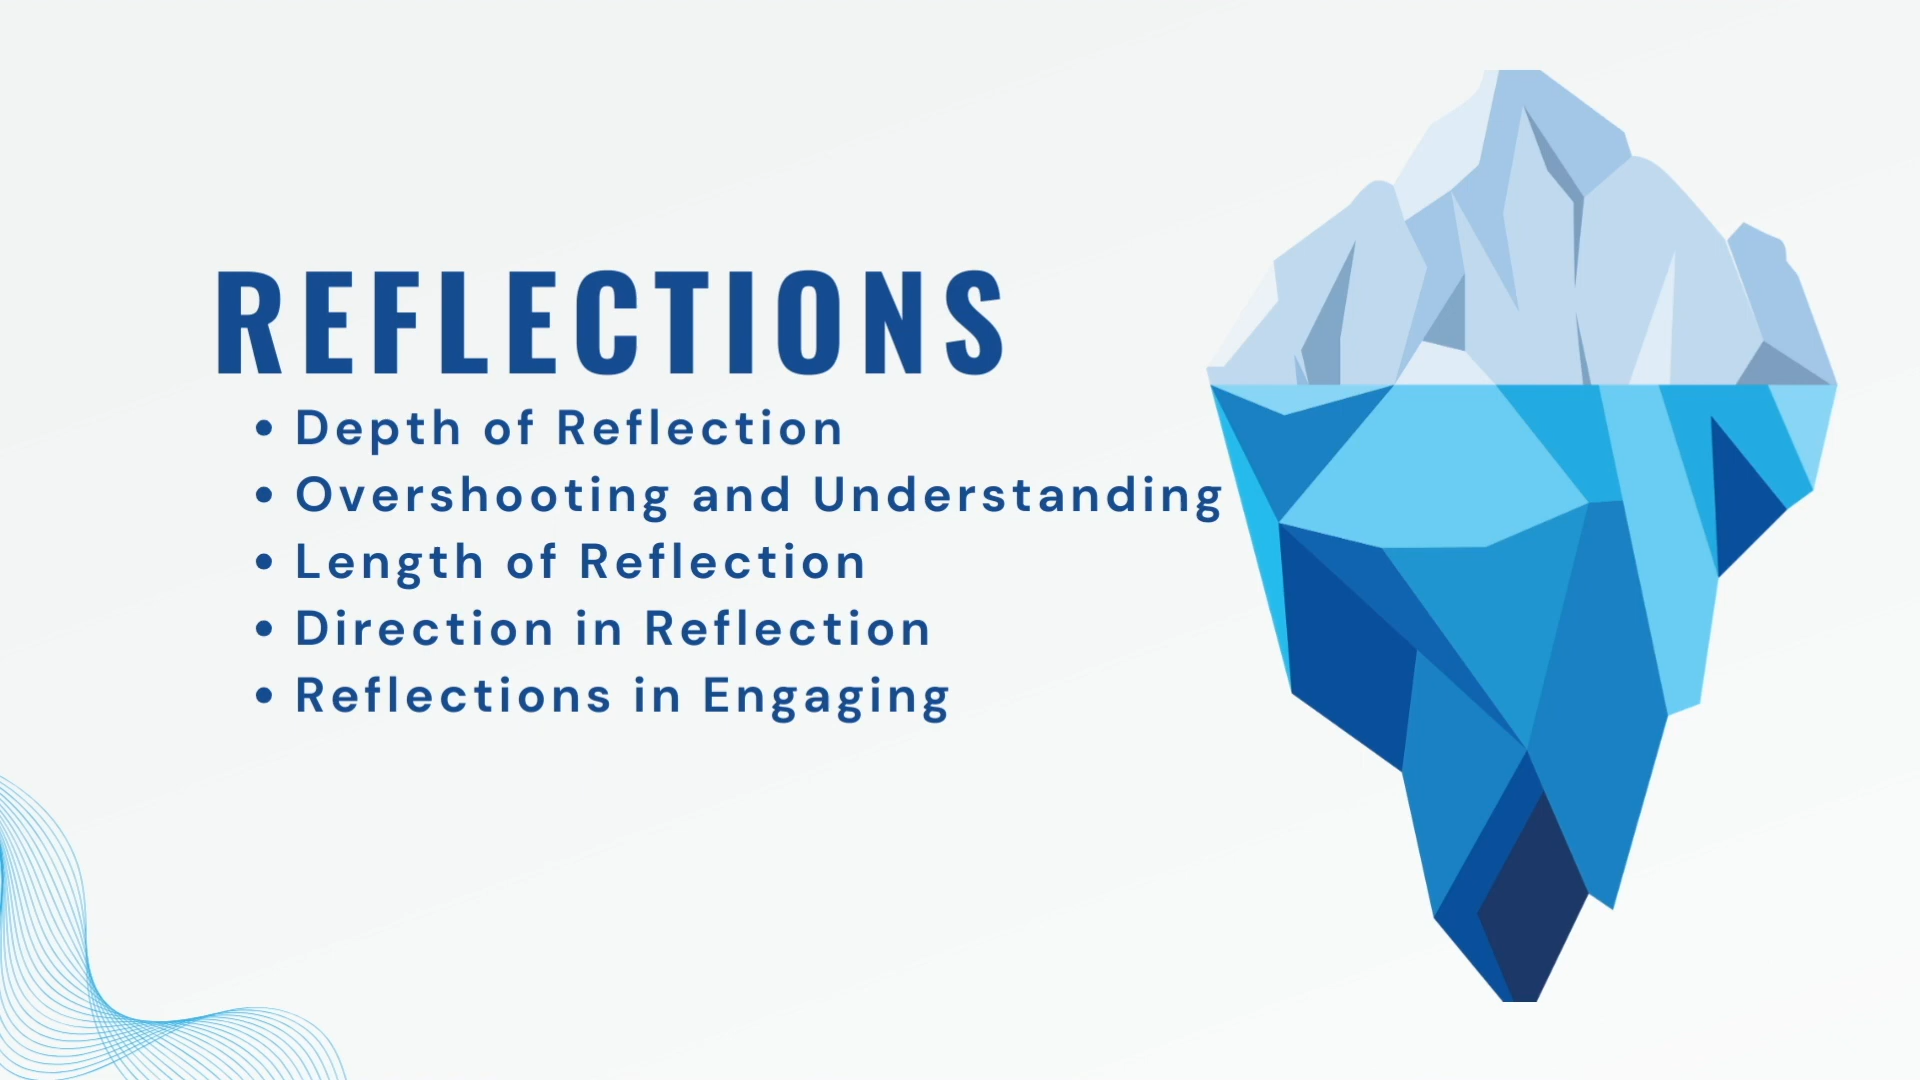 REFLECTIONS
• Depth of Reflection
• Overshooting and Understanding
• Length of Reflection
• Direction in Reflection
• Reflections in Engaging